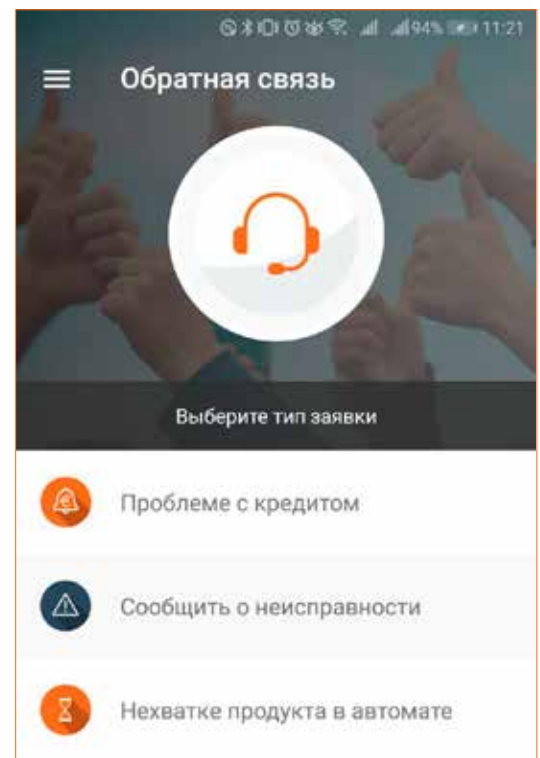 94% 11:21
Обратная связь
Выберите тип заявки
Проблеме с кредитом
Сообщить о неисправности
Нехватке продукта в автомате